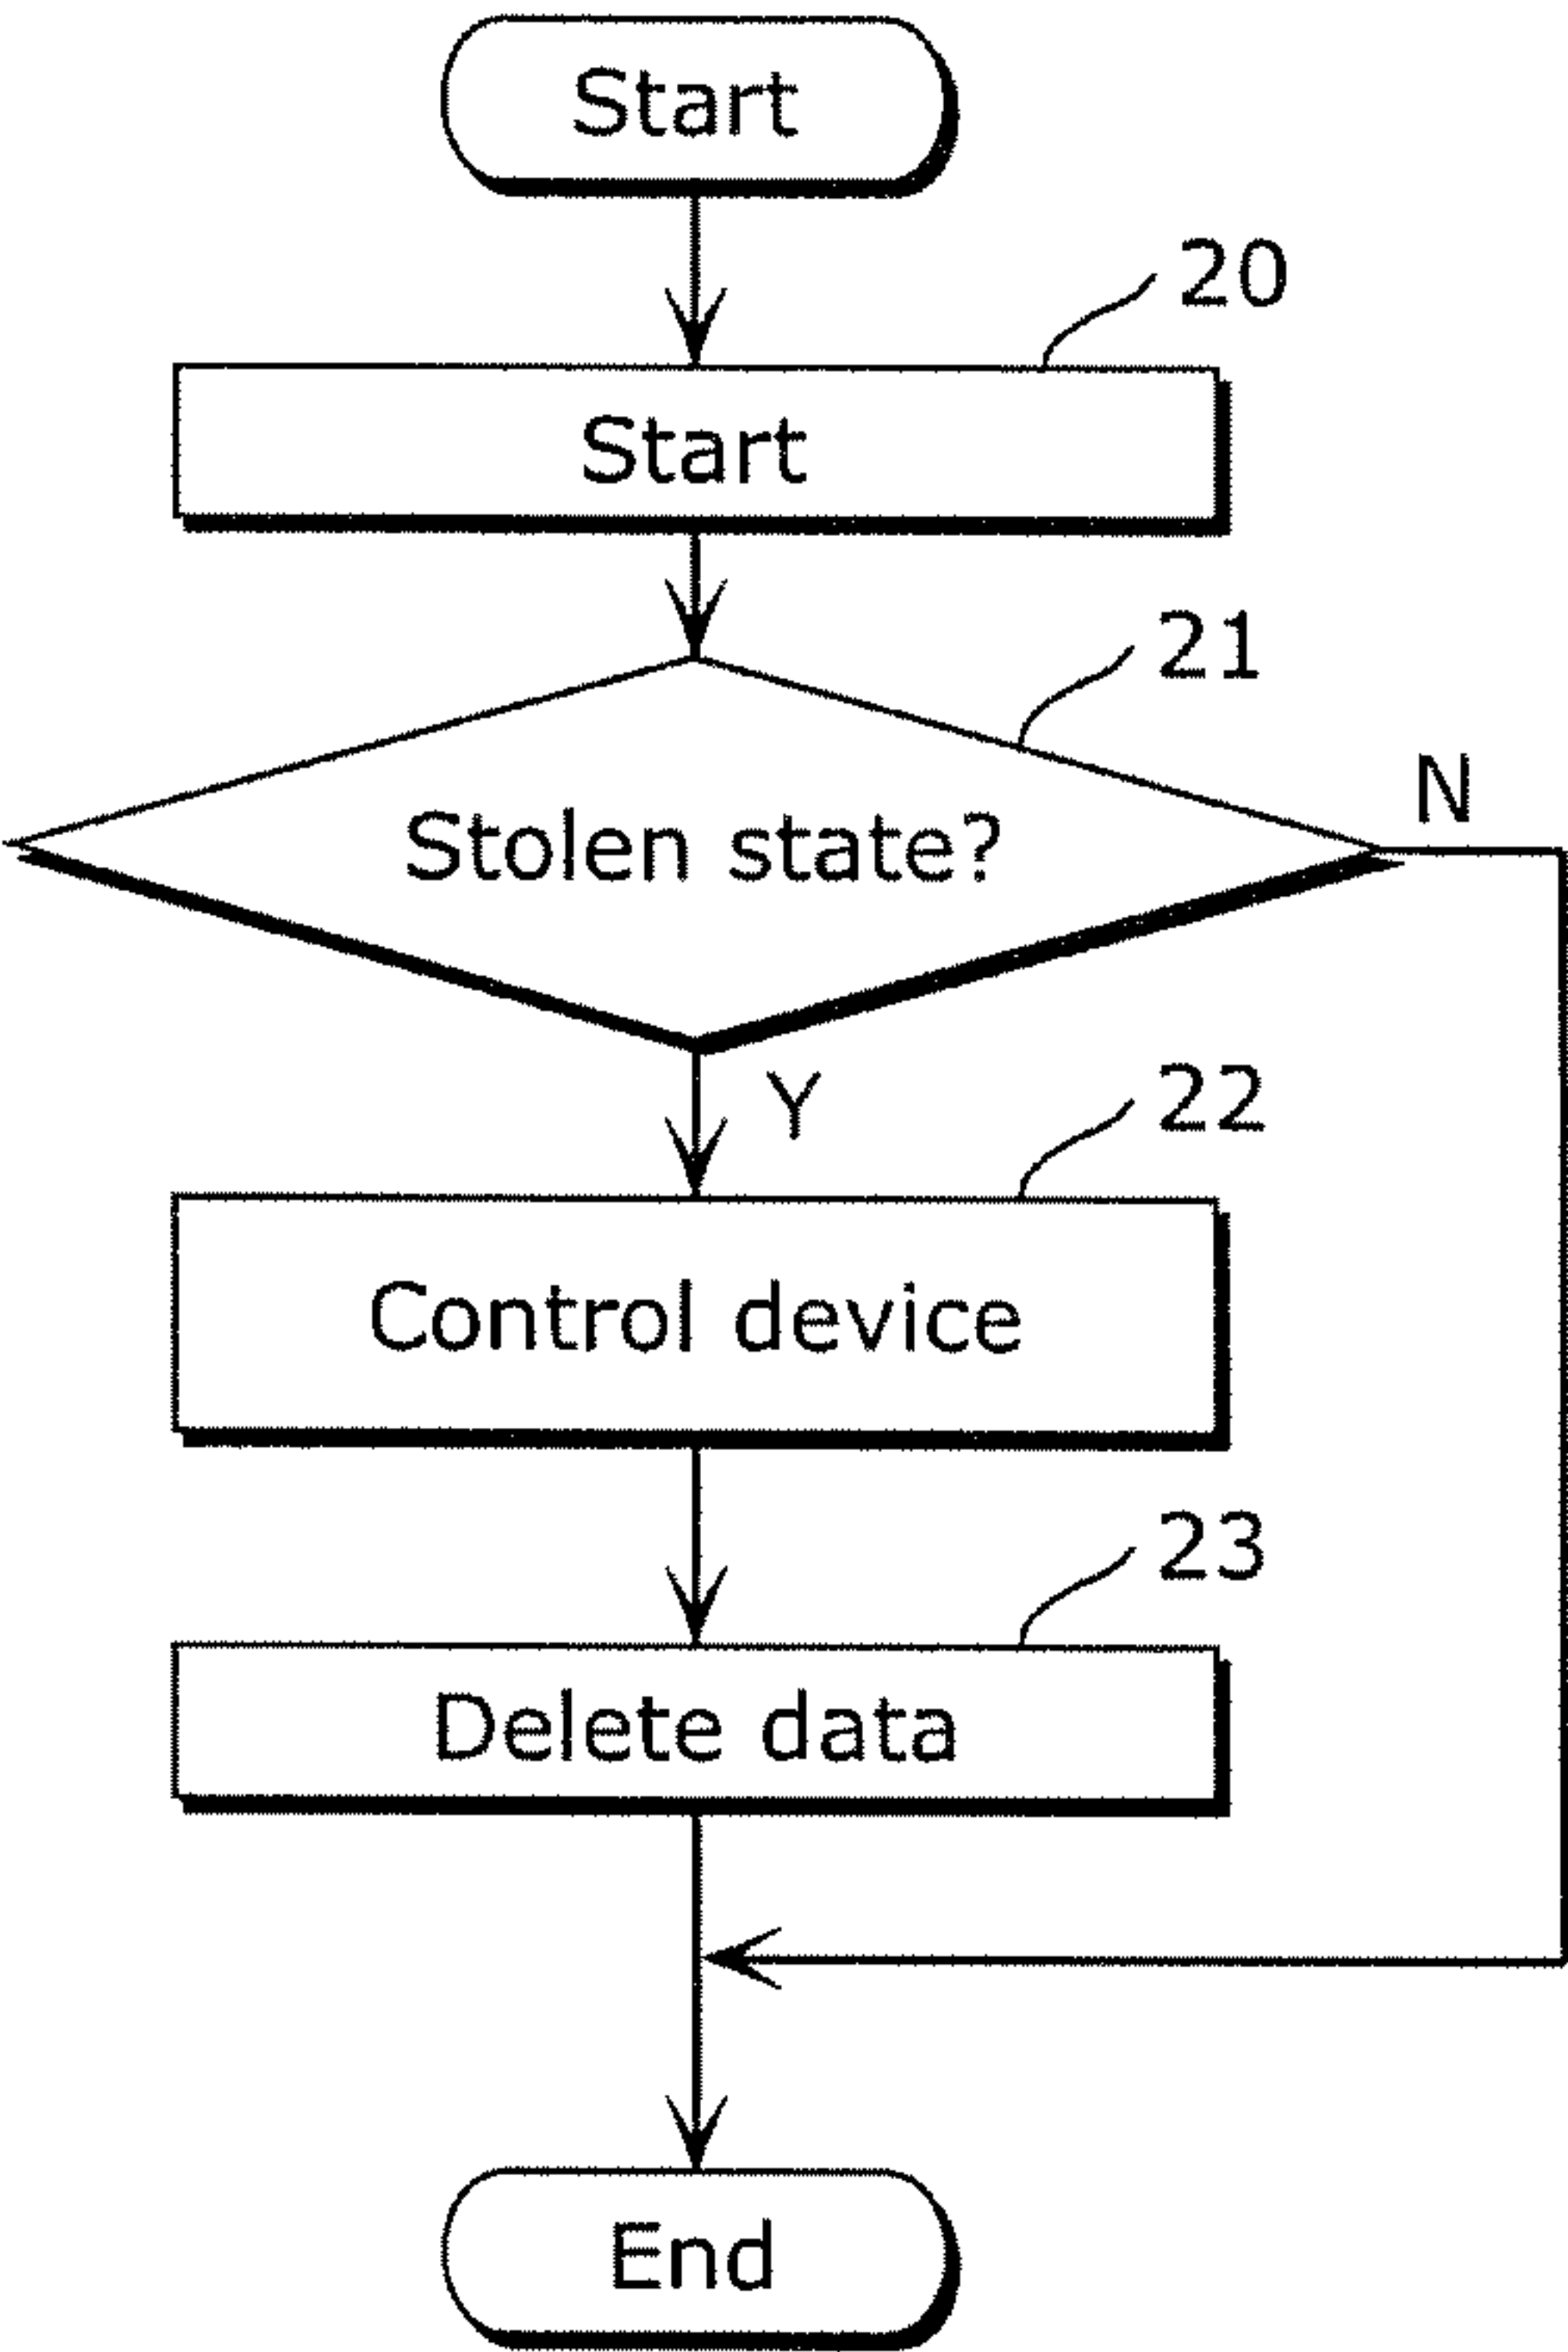 Start
20
Start
21
N
Stolen state?
Y
22
Control device
23
Delete data
End